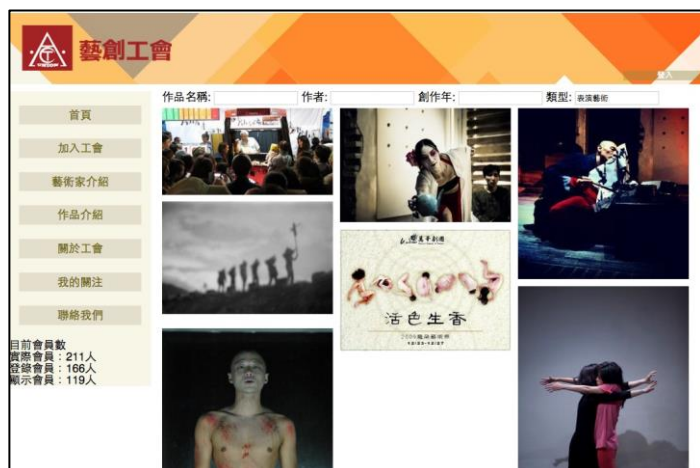 藝創工會
登入
作品名稱: 作者: 創作年: 類型: 表演藝術
首頁
加入工會
藝術家介紹
作品介紹
關於工會
我的關注
聯絡我們
目前會員數
實際會員：211人
登錄會員：166人
顯示會員：119人
活色生香